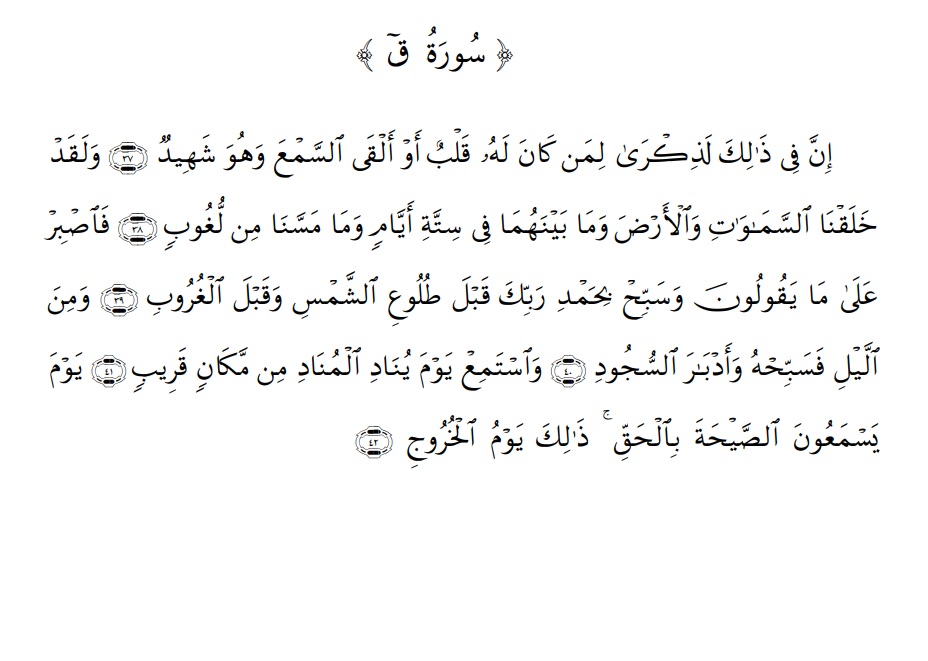 ﴿ سُورَةُ قٓ ﴾
إِنَّ فِى ذَٰلِكَ لَذِكۡرَىٰ لِمَن كَانَ لَهُۥ قَلۡبٌ أَوۡ أَلۡقَى ٱلسَّمۡعَ وَهُوَ شَهِيدٌ ٣٧ وَلَقَدۡ
خَلَقۡنَا ٱلسَّمَـٰوَٰتِ وَٱلۡأَرۡضَ وَمَا بَيۡنَهُمَا فِى سِتَّةِ أَيَّامٍ وَمَا مَسَّنَا مِن لُّغُوبٍ ٣٨ فَٱصۡبِرۡ
عَلَىٰ مَا يَقُولُونَ وَسَبِّحۡ بِحَمۡدِ رَبِّكَ قَبۡلَ طُلُوعِ ٱلشَّمۡسِ وَقَبۡلَ ٱلۡغُرُوبِ ٣٩ وَمِنَ
ٱلَّيۡلِ فَسَبِّحۡهُ وَأَدۡبَـٰرَ ٱلسُّجُودِ ٤٠ وَٱسۡتَمِعۡ يَوۡمَ يُنَادِ ٱلۡمُنَادِ مِن مَّكَانٍ قَرِيبٍ ٤١ يَوۡمَ
يَسۡمَعُونَ ٱلصَّيۡحَةَ بِٱلۡحَقِّۚ ذَٰلِكَ يَوۡمُ ٱلۡخُرُوجِ ٤٢